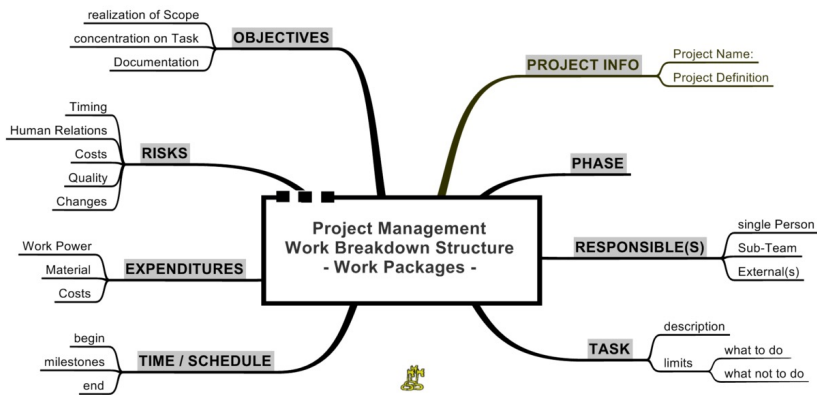 realization of Scope
concentration on Task
Documentation
OBJECTIVES
PROJECT INFO
Project Name:
Project Definition
Timing
Human Relations
Costs
Quality
Changes
RISKS
PHASE
Project Management
Work Breakdown Structure
- Work Packages -
RESPONSIBLE(S)
single Person
Sub-Team
External(s)
Work Power
Material
Costs
EXPENDITURES
begin
milestones
end
TIME / SCHEDULE
TASK
description
limits
what to do
what not to do